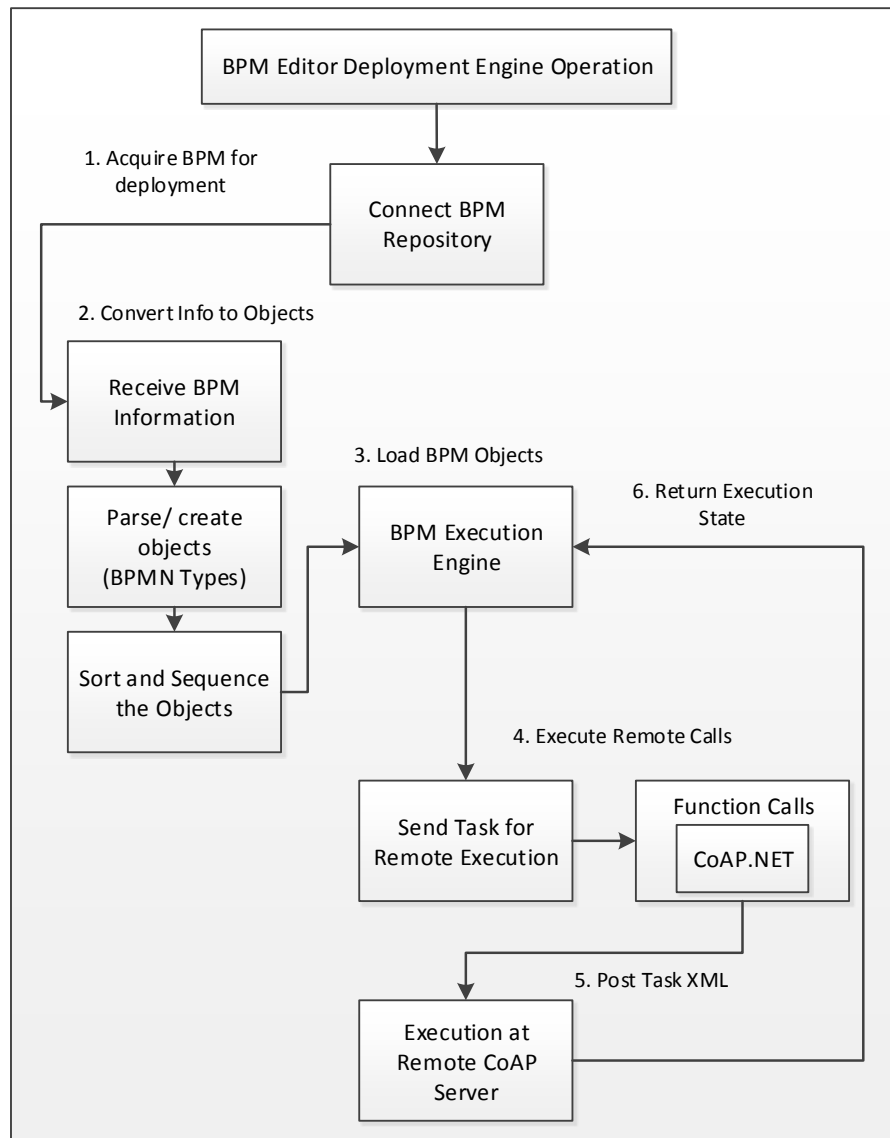 BPM Editor Deployment Engine Operation
1. Acquire BPM for
deployment
Connect BPM
Repository
2. Convert Info to Objects
Receive BPM
Information
3. Load BPM Objects
6. Return Execution
State
Parse/ create
objects
(BPMN Types)
BPM Execution
Engine
Sort and Sequence
the Objects
4. Execute Remote Calls
Send Task for
Remote Execution
Function Calls
CoAP.NET
5. Post Task XML
Execution at
Remote CoAP
Server